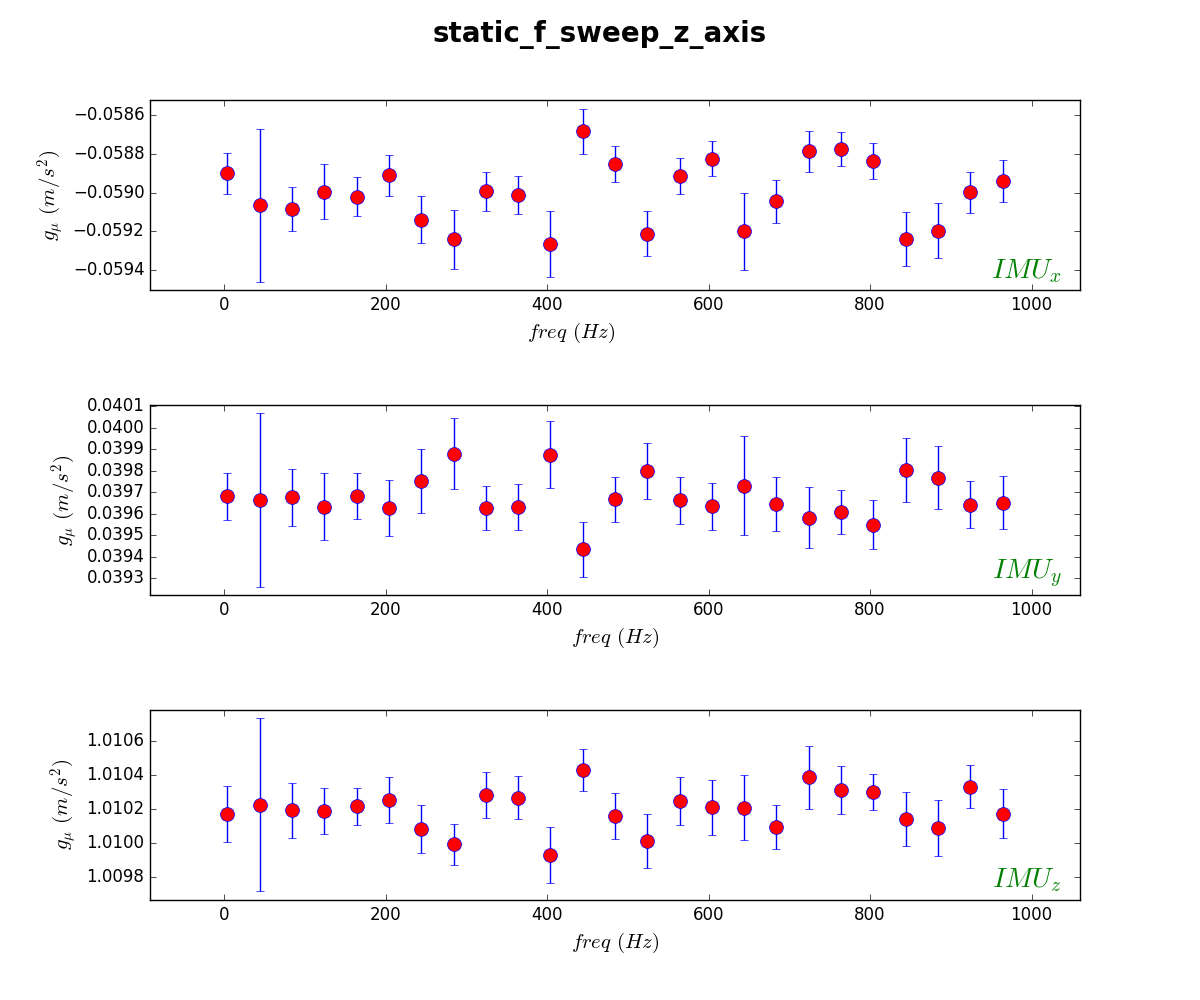 static_f_sweep_z_axis
−0.0586
−0.0588
−0.0590
−0.0592
−0.0594
g_μ (m/s²)
IMU_x
0 200 400 600 800 1000
freq (Hz)
0.0401
0.0400
0.0399
0.0398
0.0397
0.0396
0.0395
0.0394
0.0393
g_μ (m/s²)
IMU_y
0 200 400 600 800 1000
freq (Hz)
1.0106
1.0104
1.0102
1.0100
1.0098
g_μ (m/s²)
IMU_z
0 200 400 600 800 1000
freq (Hz)